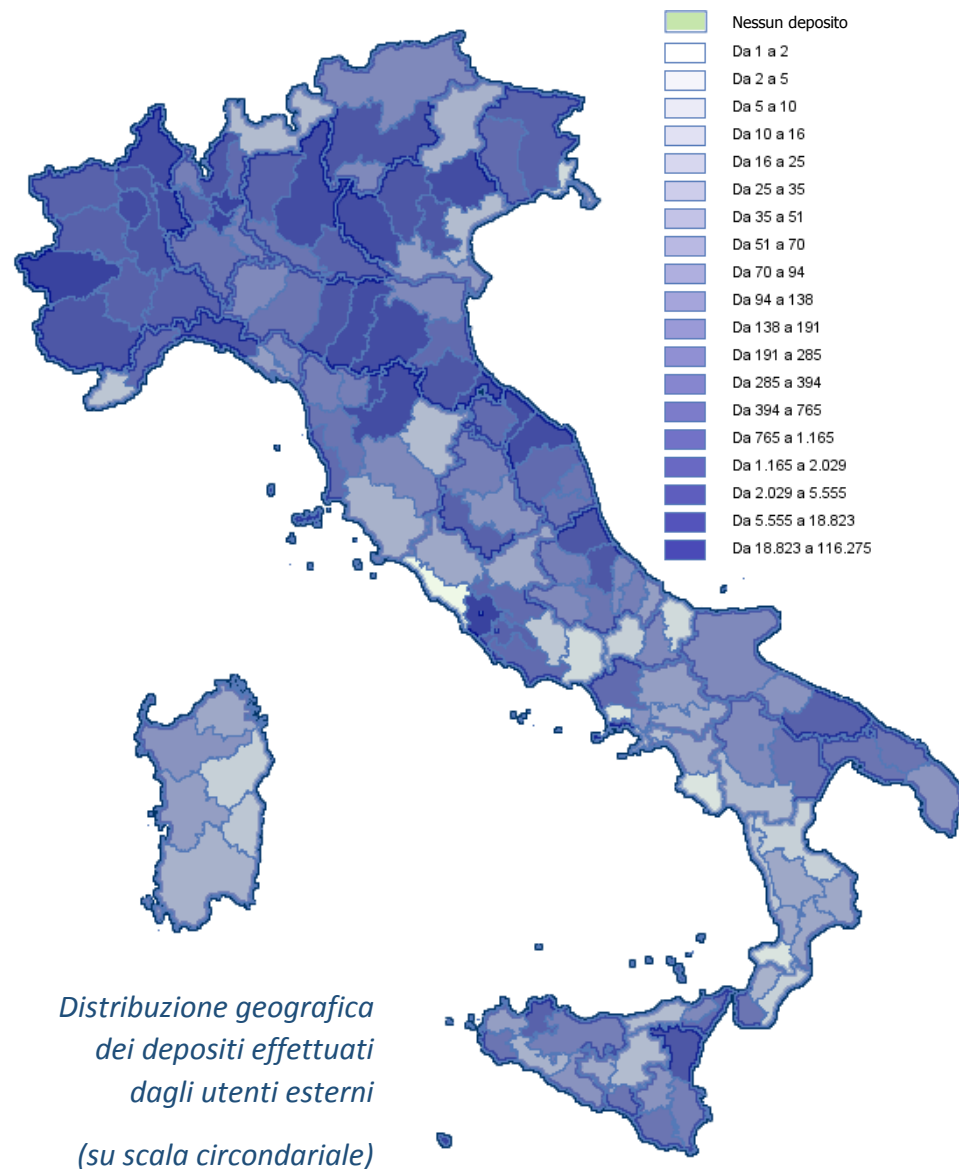 Nessun deposito
Da 1 a 2
Da 2 a 5
Da 5 a 10
Da 10 a 16
Da 16 a 25
Da 25 a 35
Da 35 a 51
Da 51 a 70
Da 70 a 94
Da 94 a 138
Da 138 a 191
Da 191 a 285
Da 285 a 394
Da 394 a 765
Da 765 a 1.165
Da 1.165 a 2.029
Da 2.029 a 5.555
Da 5.555 a 18.823
Da 18.823 a 116.275
Distribuzione geografica
dei depositi effettuati
dagli utenti esterni
(su scala circondariale)